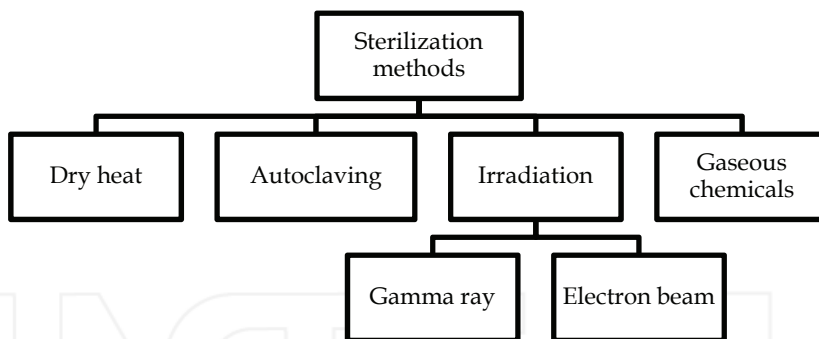 Sterilization
methods
Dry heat
Autoclaving
Irradiation
Gaseous
chemicals
Gamma ray
Electron beam